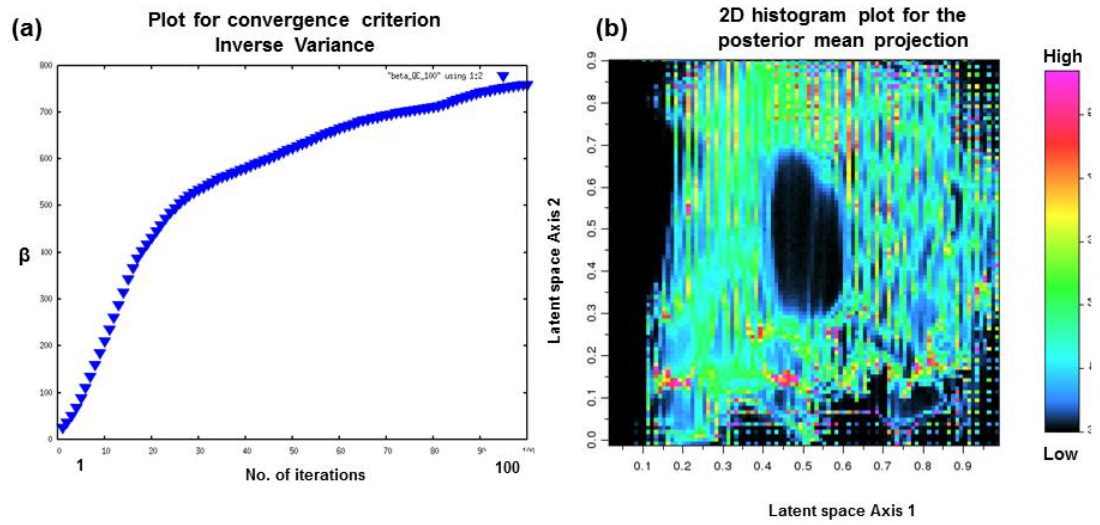 (a)
Plot for convergence criterion
Inverse Variance
800
700
600
500
400
300
200
100
0
"beta_QC_100" using 1:2
β
0 10 20 30 40 50 60 70 80 90 100
1 100
No. of iterations
(b)
2D histogram plot for the
posterior mean projection
0.9
0.8
0.7
0.6
0.5
0.4
0.3
0.2
0.1
0.0
Latent space Axis 2
0.1 0.2 0.3 0.4 0.5 0.6 0.7 0.8 0.9
Latent space Axis 1
High
Low